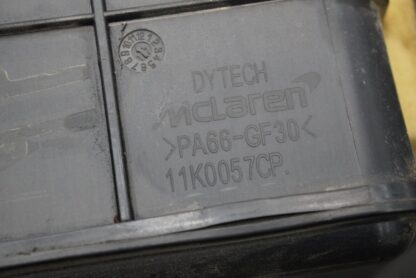 DYTECH
McLaren
>PA66-GF30<
11K0057CP.